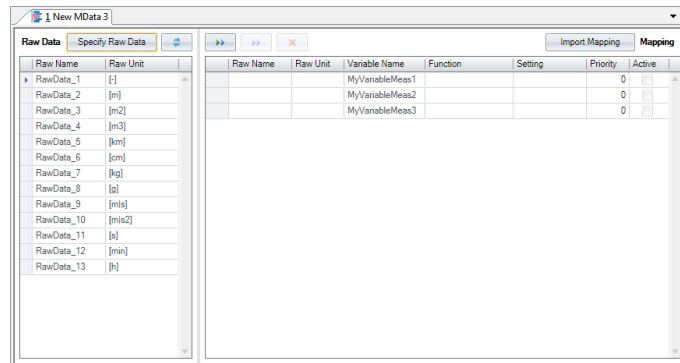 1 New MData 3
Raw Data Specify Raw Data Import Mapping Mapping
Raw Name Raw Unit
RawData_1 [-]
RawData_2 [m]
RawData_3 [m2]
RawData_4 [m3]
RawData_5 [km]
RawData_6 [cm]
RawData_7 [kg]
RawData_8 [g]
RawData_9 [m|s]
RawData_10 [m|s2]
RawData_11 [s]
RawData_12 [min]
RawData_13 [h]
Raw Name Raw Unit Variable Name Function Setting Priority Active
MyVariableMeas1 0
MyVariableMeas2 0
MyVariableMeas3 0